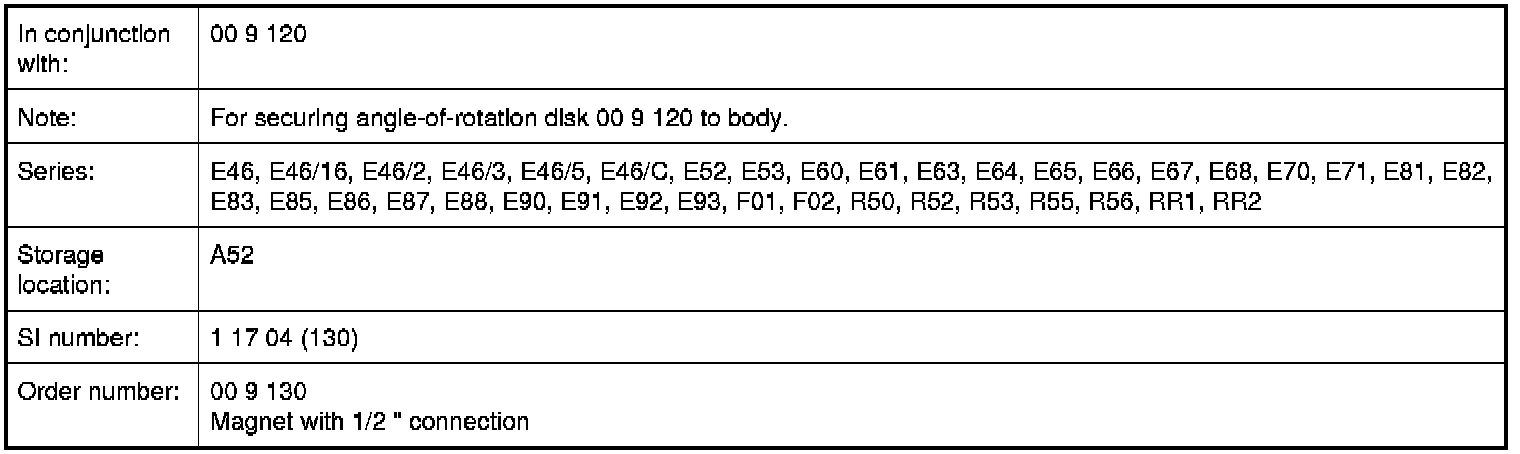 In conjunction with: 00 9 120
Note: For securing angle-of-rotation disk 00 9 120 to body.
Series: E46, E46/16, E46/2, E46/3, E46/5, E46/C, E52, E53, E60, E61, E63, E64, E65, E66, E67, E68, E70, E71, E81, E82,
E83, E85, E86, E87, E88, E90, E91, E92, E93, F01, F02, R50, R52, R53, R55, R56, RR1, RR2
Storage location: A52
SI number: 1 17 04 (130)
Order number: 00 9 130
Magnet with 1/2 " connection